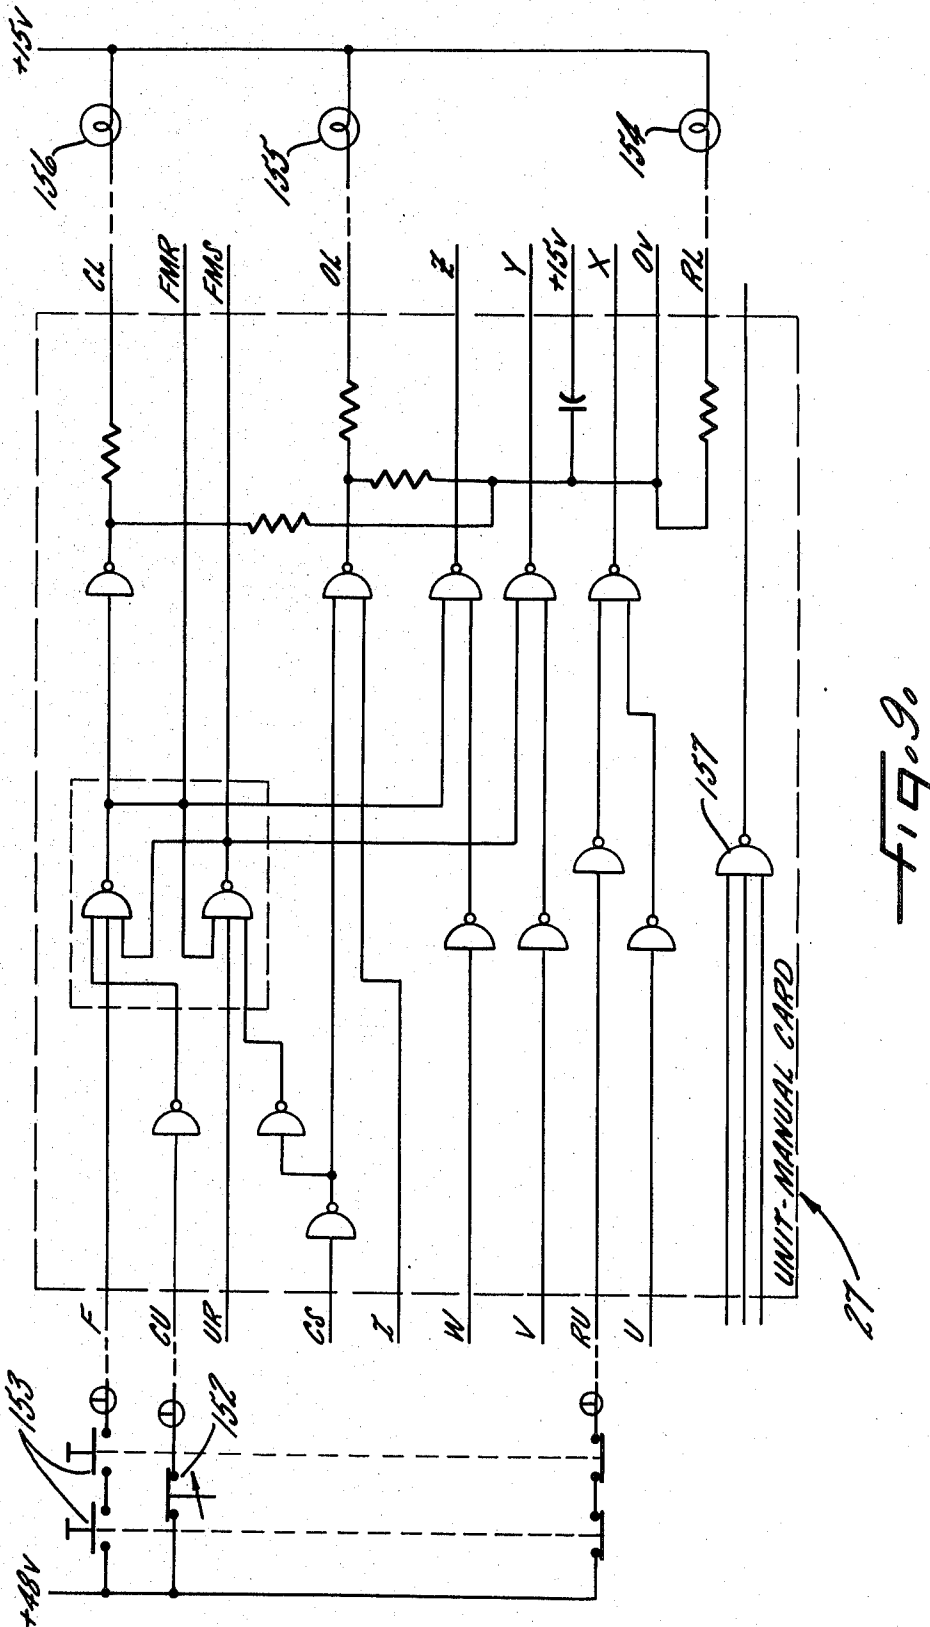 +15V
156
155
154
CL
FMR
FMS
OL
Z
Y
+15V
X
0V
RL
157
UNIT-MANUAL CARD
27
F
CU
UR
CS
I
W
V
RU
U
153
152
+48V
Fig. 9.